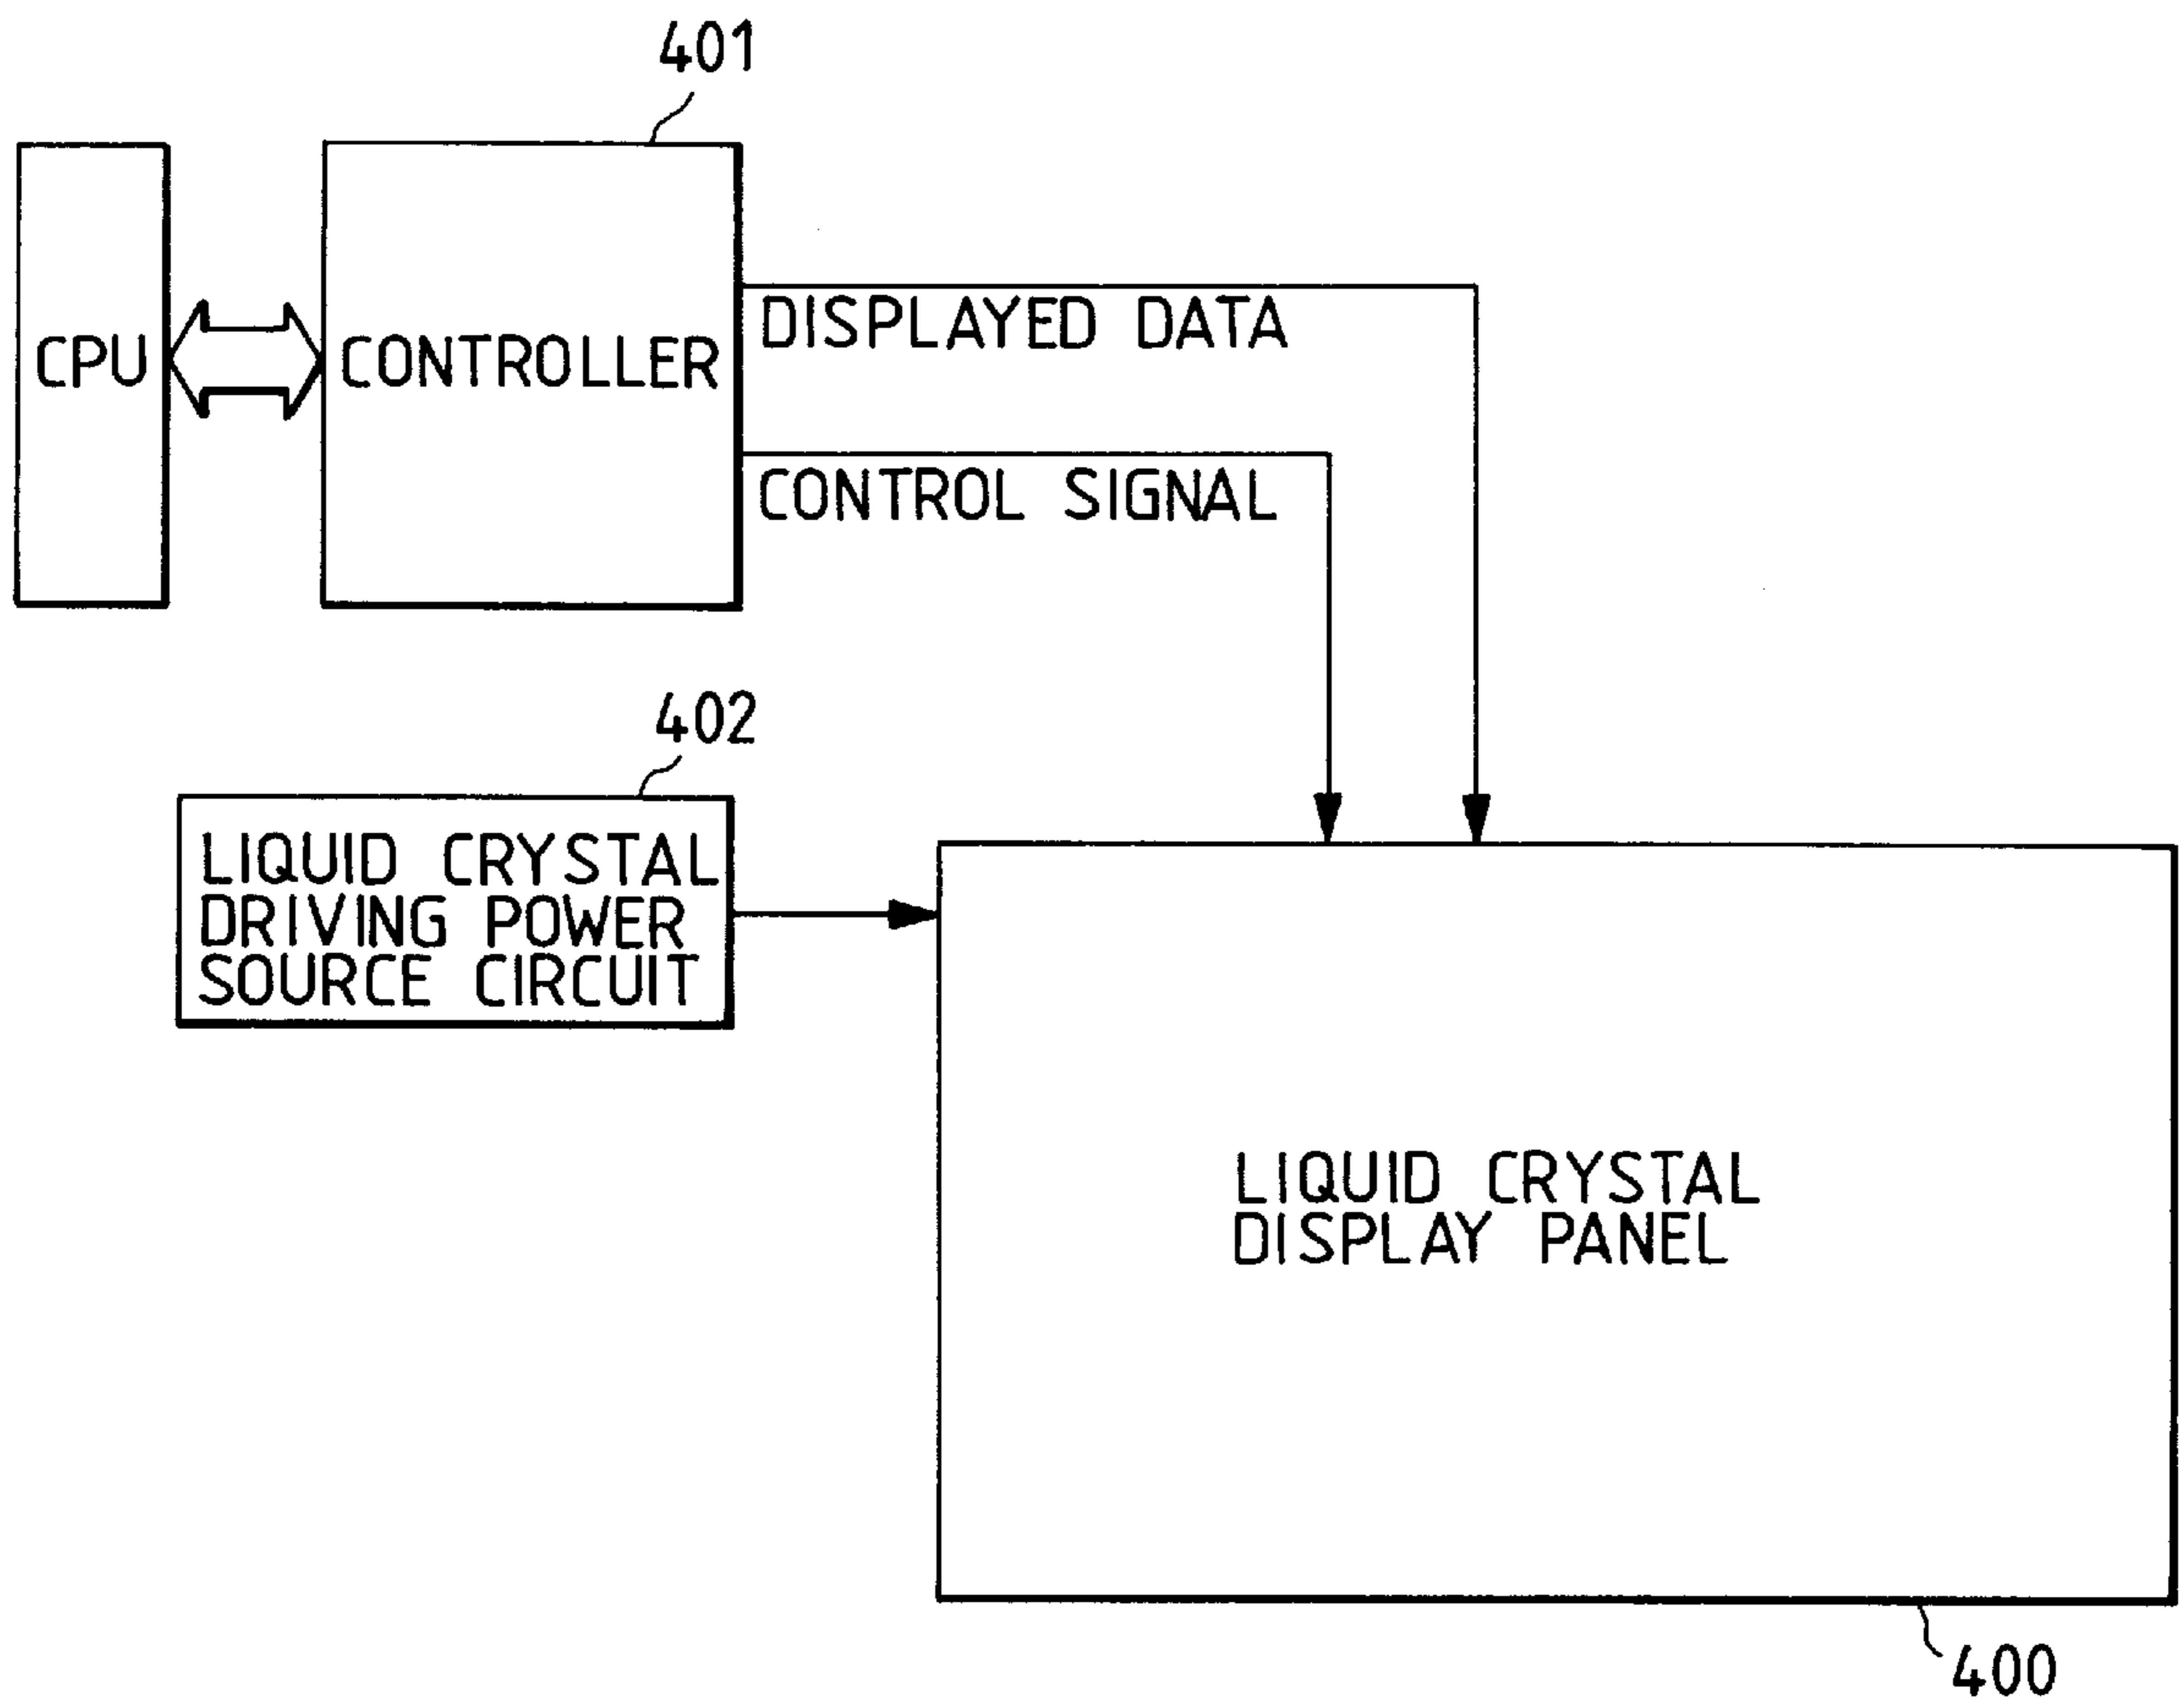 401
CPU
CONTROLLER
DISPLAYED DATA
CONTROL SIGNAL
402
LIQUID CRYSTAL
DRIVING POWER
SOURCE CIRCUIT
LIQUID CRYSTAL
DISPLAY PANEL
400